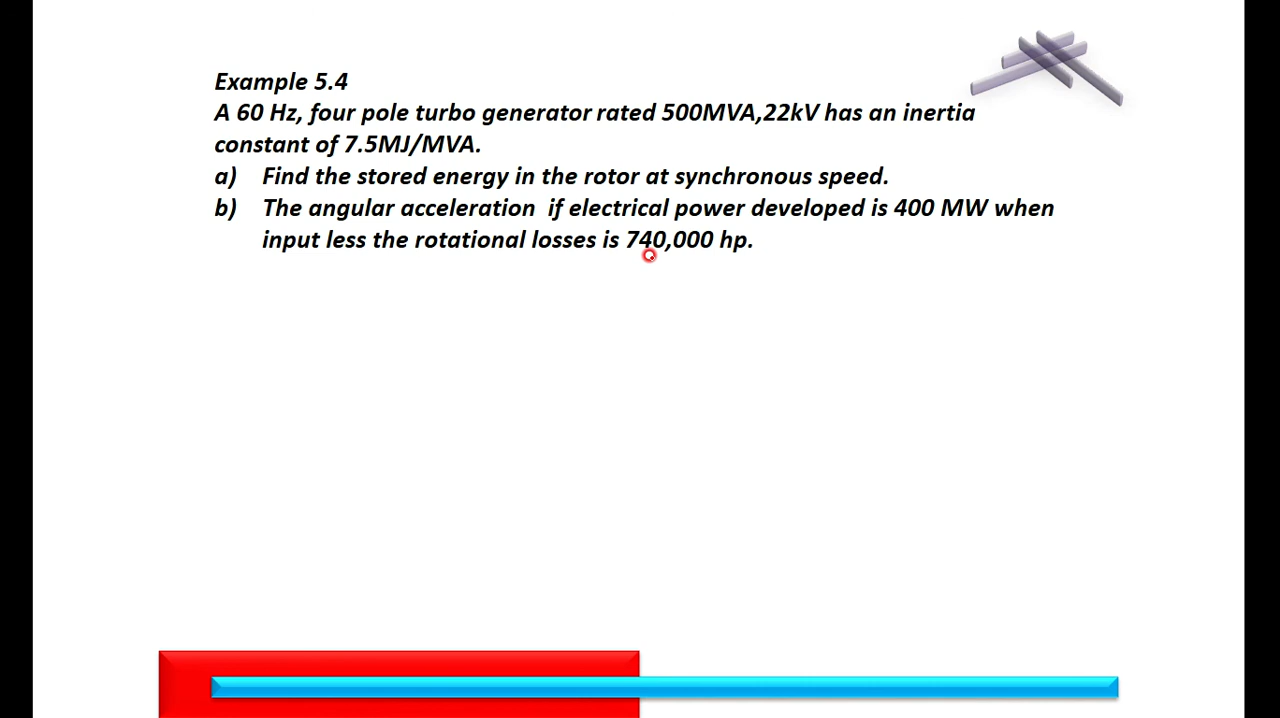 Example 5.4
A 60 Hz, four pole turbo generator rated 500MVA,22kV has an inertia
constant of 7.5MJ/MVA.
a) Find the stored energy in the rotor at synchronous speed.
b) The angular acceleration if electrical power developed is 400 MW when
input less the rotational losses is 740,000 hp.